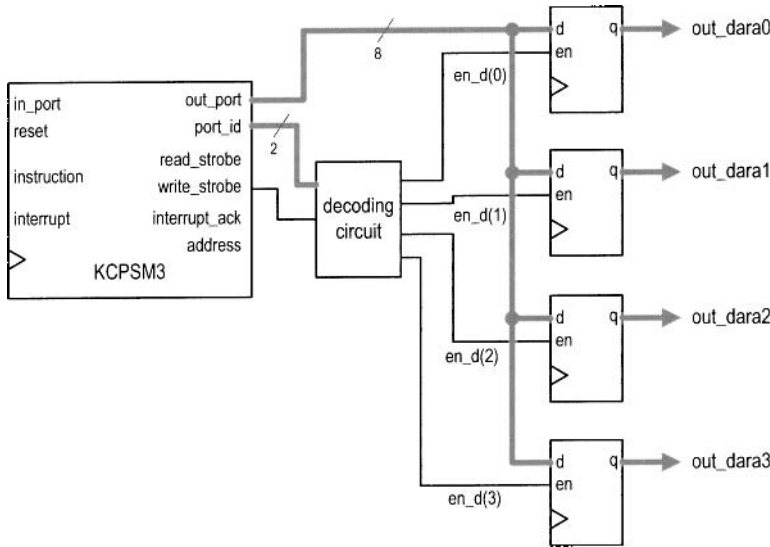 in_port
reset
instruction
interrupt
out_port
port_id
read_strobe
write_strobe
interrupt_ack
address
KCPSM3
8
2
decoding
circuit
en_d(0)
en_d(1)
en_d(2)
en_d(3)
d
en
q
out_dara0
d
en
q
out_dara1
d
en
q
out_dara2
d
en
q
out_dara3